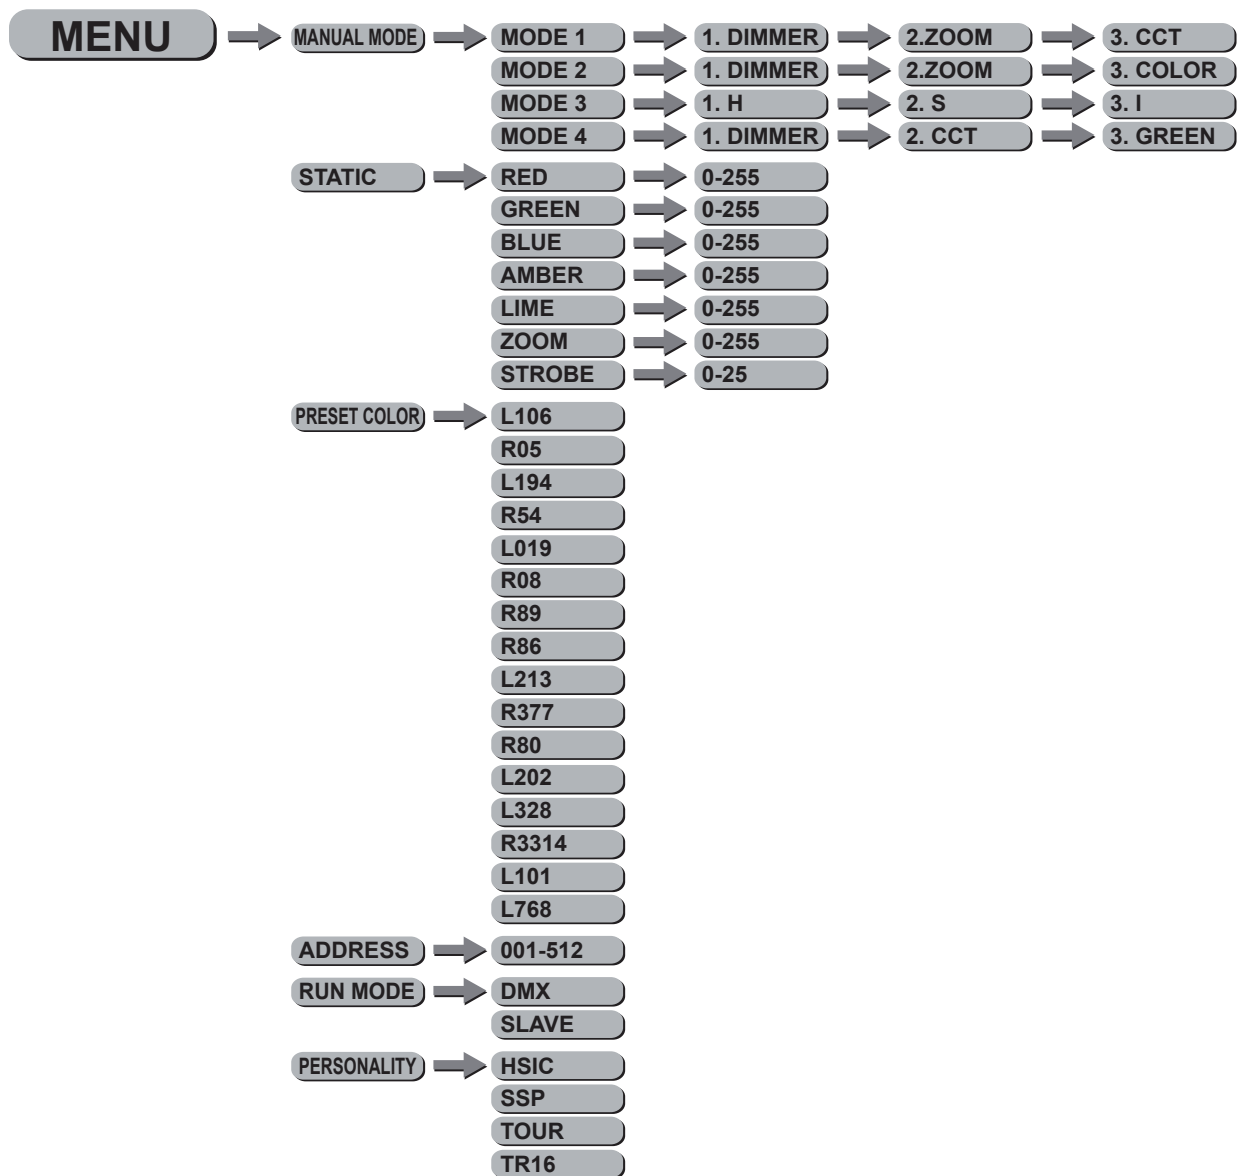 MENU MANUAL MODE MODE 1 1. DIMMER 2.ZOOM 3. CCT
MODE 2 1. DIMMER 2.ZOOM 3. COLOR
MODE 3 1. H 2. S 3. I
MODE 4 1. DIMMER 2. CCT 3. GREEN
STATIC RED 0-255
GREEN 0-255
BLUE 0-255
AMBER 0-255
LIME 0-255
ZOOM 0-255
STROBE 0-25
PRESET COLOR L106
R05
L194
R54
L019
R08
R89
R86
L213
R377
R80
L202
L328
R3314
L101
L768
ADDRESS 001-512
RUN MODE DMX
SLAVE
PERSONALITY HSIC
SSP
TOUR
TR16